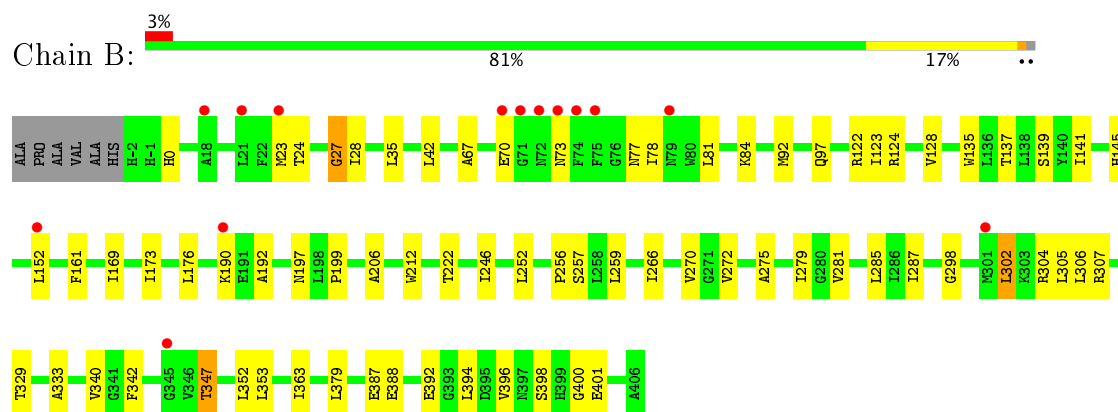 3%
Chain B:
81% 17% ••
ALA PRO ALA VAL ALA HIS H-2 H-1 H0 A18 L21 F22 M23 T24 G27 I28 L35 L42 A67 E70 G71 N72 N73 F74 F75 G76 N77 I78 N79 W80 L81 K84 M92 Q97 R122 I123 R124 V128 W135 L136 T137 L138 S139 Y140 I141 H145
L152 F161 I169 I173 L176 K190 E191 A192 N197 L198 P199 A206 W212 T222 I246 L252 P256 S257 L258 L259 I266 V270 G271 V272 A275 I279 G280 V281 L285 I286 I287 G298 M301 L302 K303 R304 L305 L306 R307
T329 A333 V340 G341 F342 G345 V346 T347 L352 L353 I363 L379 E387 E388 E392 G393 L394 D395 V396 N397 S398 H399 G400 E401 A406